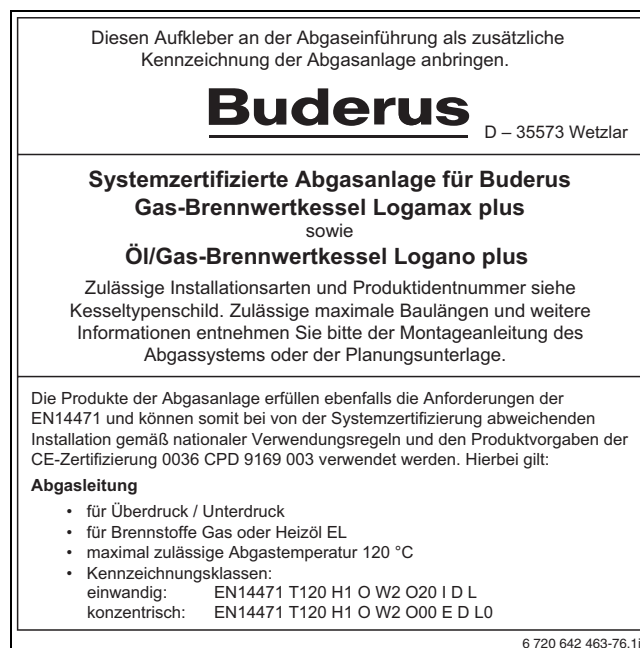 Diesen Aufkleber an der Abgaseinführung als zusätzliche
Kennzeichnung der Abgasanlage anbringen.
Buderus
D – 35573 Wetzlar
Systemzertifizierte Abgasanlage für Buderus
Gas-Brennwertkessel Logamax plus
sowie
Öl/Gas-Brennwertkessel Logano plus
Zulässige Installationsarten und Produktidentnummer siehe
Kesseltypenschild. Zulässige maximale Baulängen und weitere
Informationen entnehmen Sie bitte der Montageanleitung des
Abgassystems oder der Planungsunterlage.
Die Produkte der Abgasanlage erfüllen ebenfalls die Anforderungen der
EN14471 und können somit bei von der Systemzertifizierung abweichenden
Installation gemäß nationaler Verwendungsregeln und den Produktvorgaben der
CE-Zertifizierung 0036 CPD 9169 003 verwendet werden. Hierbei gilt:
Abgasleitung
• für Überdruck / Unterdruck
• für Brennstoffe Gas oder Heizöl EL
• maximal zulässige Abgastemperatur 120 °C
• Kennzeichnungsklassen:
einwandig: EN14471 T120 H1 O W2 O20 I D L
konzentrisch: EN14471 T120 H1 O W2 O00 E D L0
6 720 642 463-76.1i